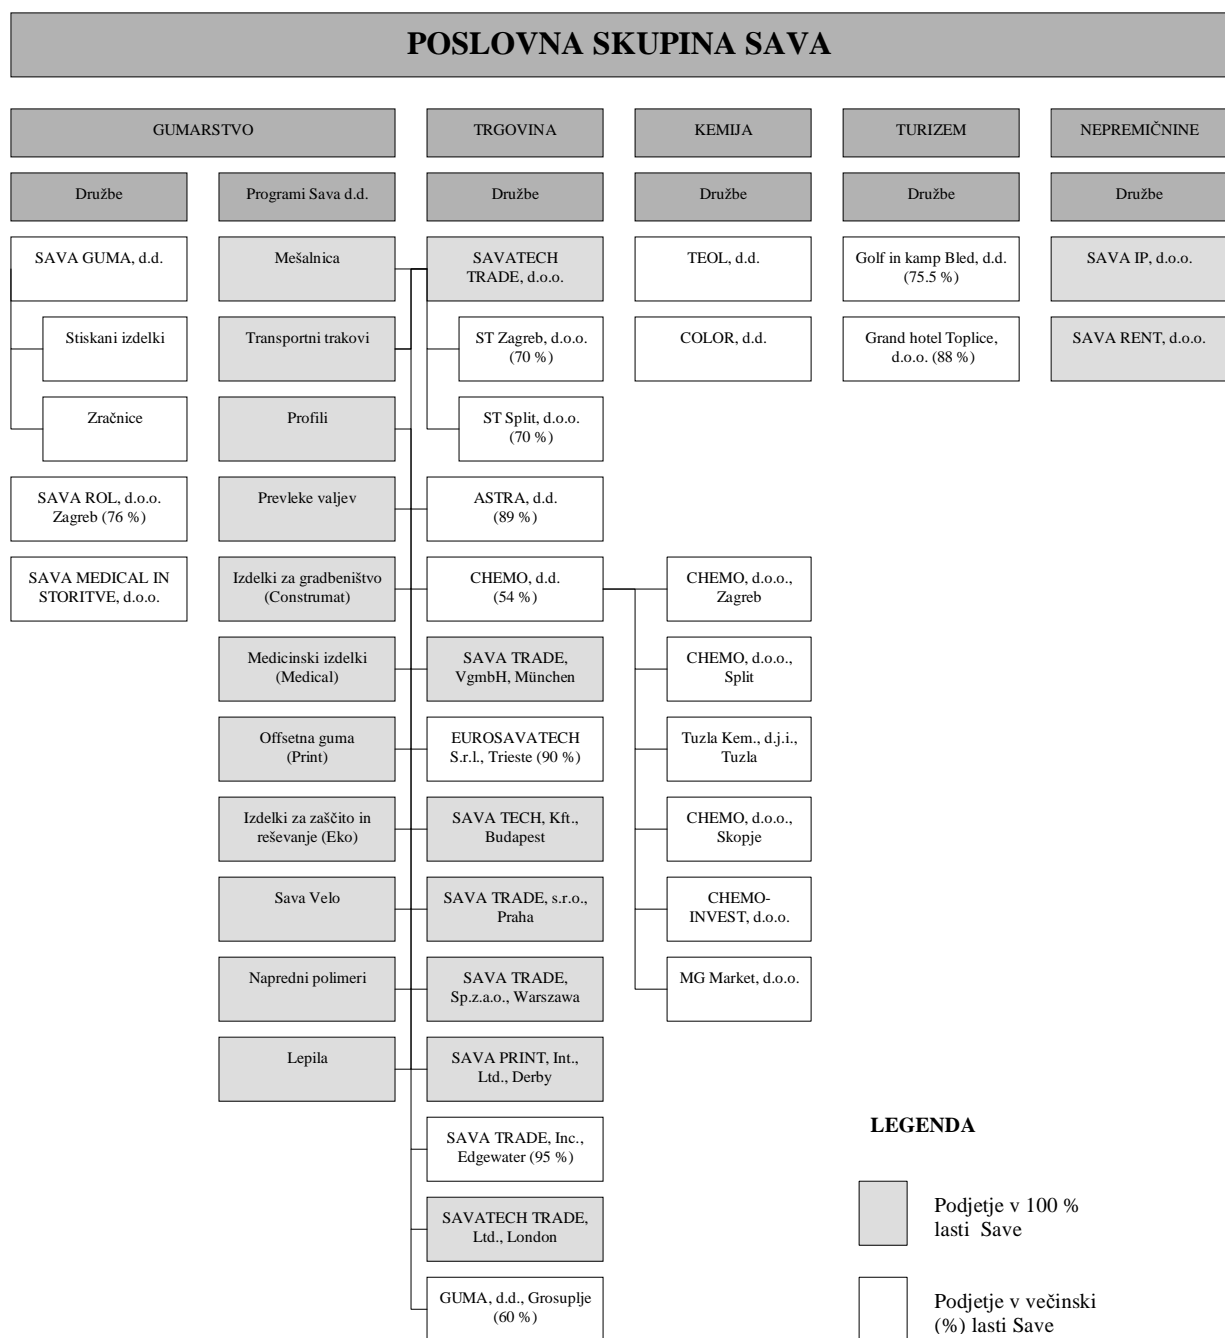 POSLOVNA SKUPINA SAVA
GUMARSTVO
TRGOVINA
KEMIJA
TURIZEM
NEPREMIČNINE
Družbe
Programi Sava d.d.
Družbe
Družbe
Družbe
Družbe
SAVA GUMA, d.d.
Stiskani izdelki
Zračnice
SAVA ROL, d.o.o.
Zagreb (76 %)
SAVA MEDICAL IN
STORITVE, d.o.o.
Mešalnica
Transportni trakovi
Profili
Prevleke valjev
Izdelki za gradbeništvo
(Construmat)
Medicinski izdelki
(Medical)
Offsetna guma
(Print)
Izdelki za zaščito in
reševanje (Eko)
Sava Velo
Napredni polimeri
Lepila
SAVATECH
TRADE, d.o.o.
ST Zagreb, d.o.o.
(70 %)
ST Split, d.o.o.
(70 %)
ASTRA, d.d.
(89 %)
CHEMO, d.d.
(54 %)
SAVA TRADE,
VgmbH, München
EUROSAVATECH
S.r.l., Trieste (90 %)
SAVA TECH, Kft.,
Budapest
SAVA TRADE, s.r.o.,
Praha
SAVA TRADE,
Sp.z.a.o., Warszawa
SAVA PRINT, Int.,
Ltd., Derby
SAVA TRADE, Inc.,
Edgewater (95 %)
SAVATECH TRADE,
Ltd., London
GUMA, d.d., Grosuplje
(60 %)
TEOL, d.d.
COLOR, d.d.
CHEMO, d.o.o.,
Zagreb
CHEMO, d.o.o.,
Split
Tuzla Kem., d.j.i.,
Tuzla
CHEMO, d.o.o.,
Skopje
CHEMO-
INVEST, d.o.o.
MG Market, d.o.o.
Golf in kamp Bled, d.d.
(75.5 %)
Grand hotel Toplice,
d.o.o. (88 %)
SAVA IP, d.o.o.
SAVA RENT, d.o.o.
LEGENDA
Podjetje v 100 %
lasti Save
Podjetje v večinski
(%) lasti Save